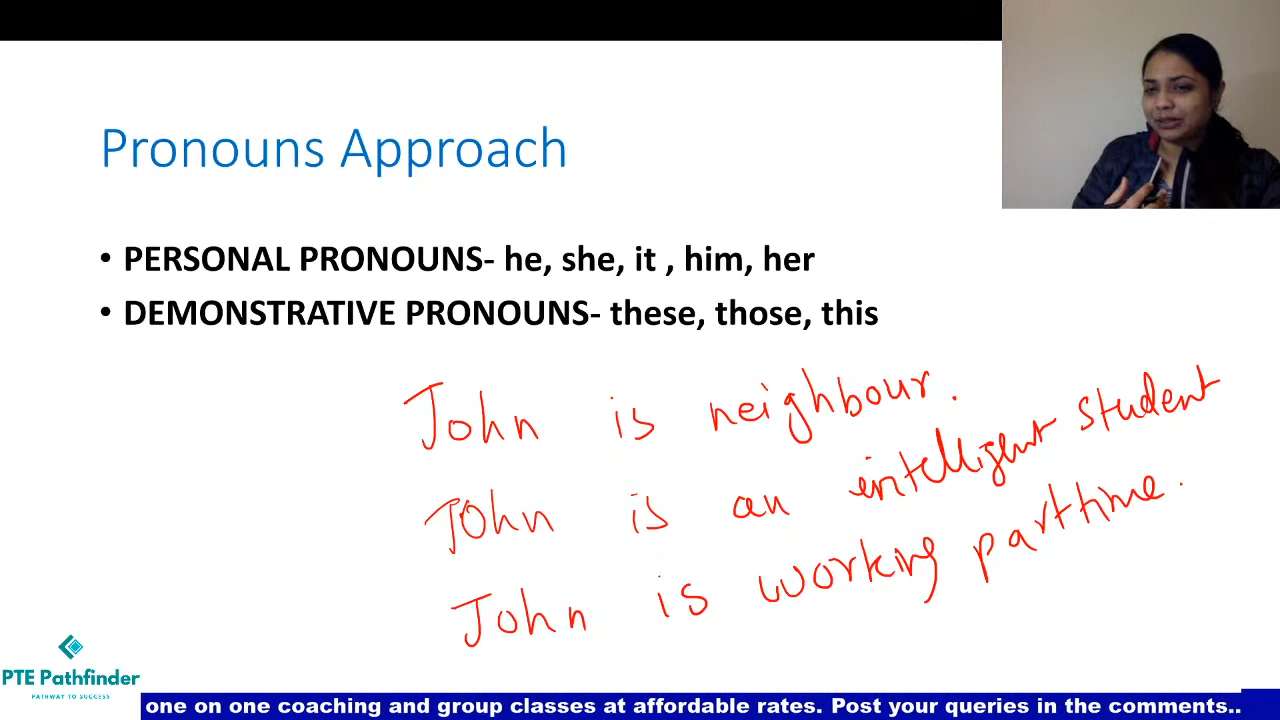 Pronouns Approach
• PERSONAL PRONOUNS- he, she, it , him, her
• DEMONSTRATIVE PRONOUNS- these, those, this
John is neighbour.
John is an intelligent student
John is working parttime.
PTE Pathfinder
PATHWAY TO SUCCESS
one on one coaching and group classes at affordable rates. Post your queries in the comments..